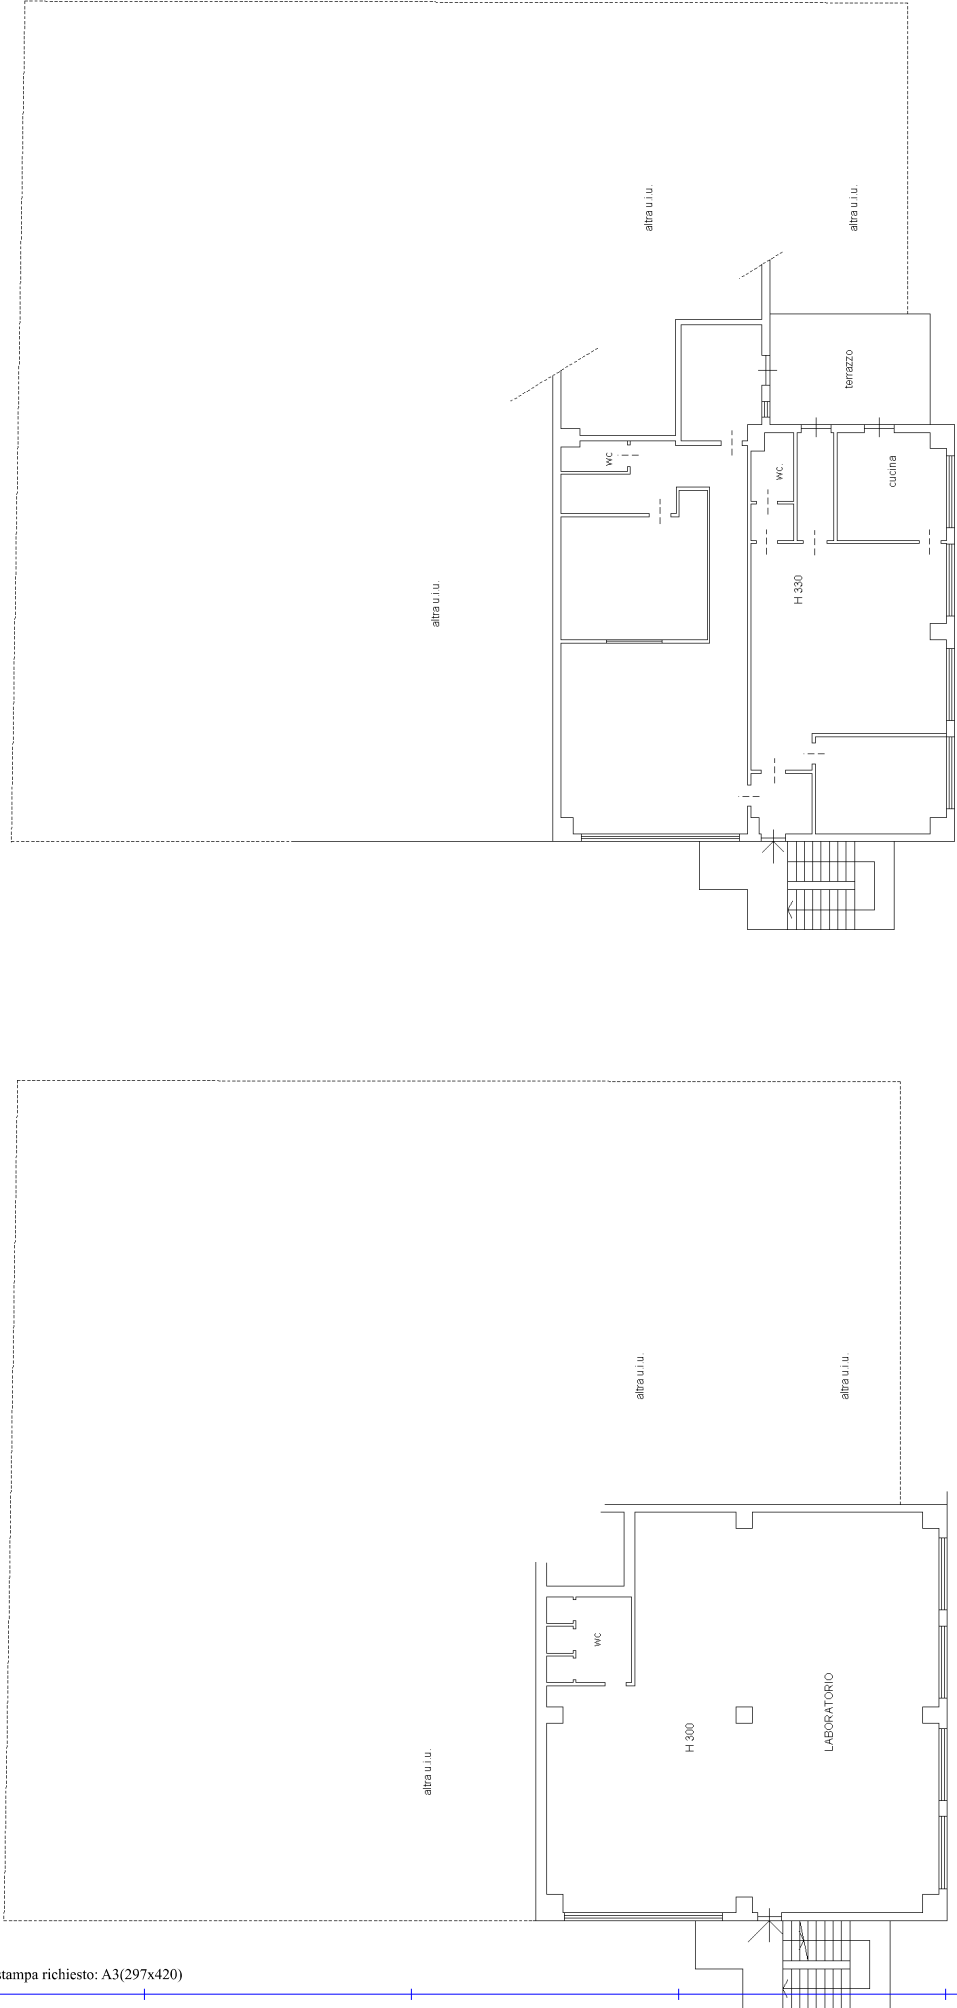 altra u.i.u.
altra u.i.u.
terrazzo
wc
wc.
cucina
H 330
altra u.i.u.
altra u.i.u.
altra u.i.u.
wc
LABORATORIO
H 300
altra u.i.u.
stampa richiesto: A3(297x420)